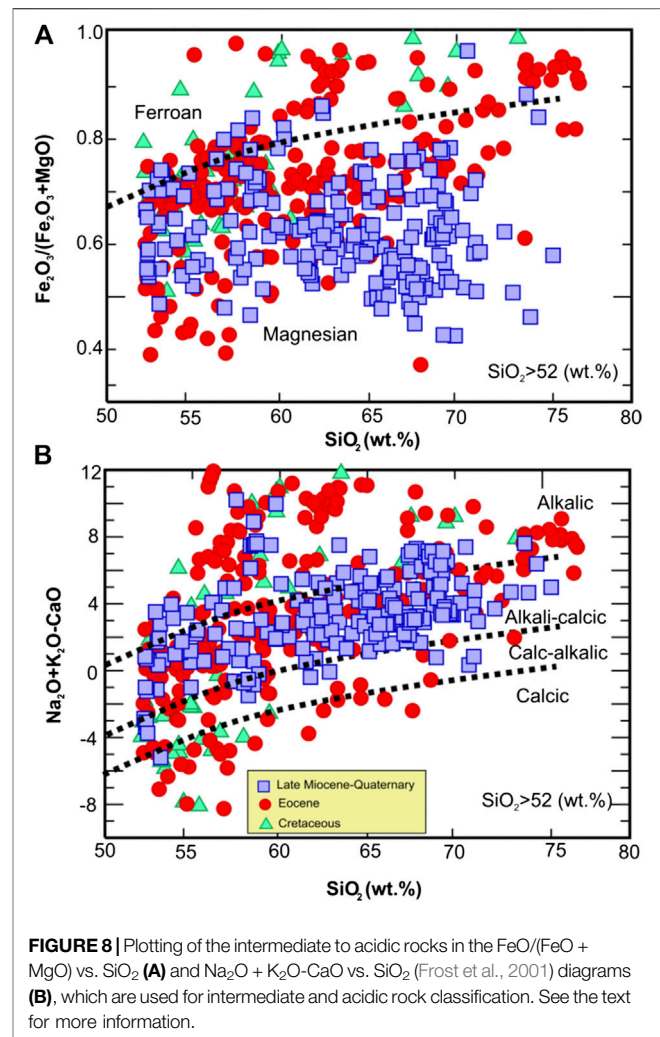 A
1.0
0.8
0.6
0.4
Fe₂O₃/(Fe₂O₃+MgO)
Ferroan
Magnesian
SiO₂>52 (wt.%)
50 55 60 65 70 75 80
SiO₂(wt.%)
B
12
8
4
0
-4
-8
Na₂O+K₂O-CaO
Alkalic
Alkali-calcic
Calc-alkalic
Calcic
Late Miocene-Quaternary
Eocene
Cretaceous
SiO₂>52 (wt.%)
50 55 60 65 70 75 80
SiO₂(wt.%)
FIGURE 8 | Plotting of the intermediate to acidic rocks in the FeO/(FeO +
MgO) vs. SiO₂ (A) and Na₂O + K₂O-CaO vs. SiO₂ (Frost et al., 2001) diagrams
(B), which are used for intermediate and acidic rock classification. See the text
for more information.